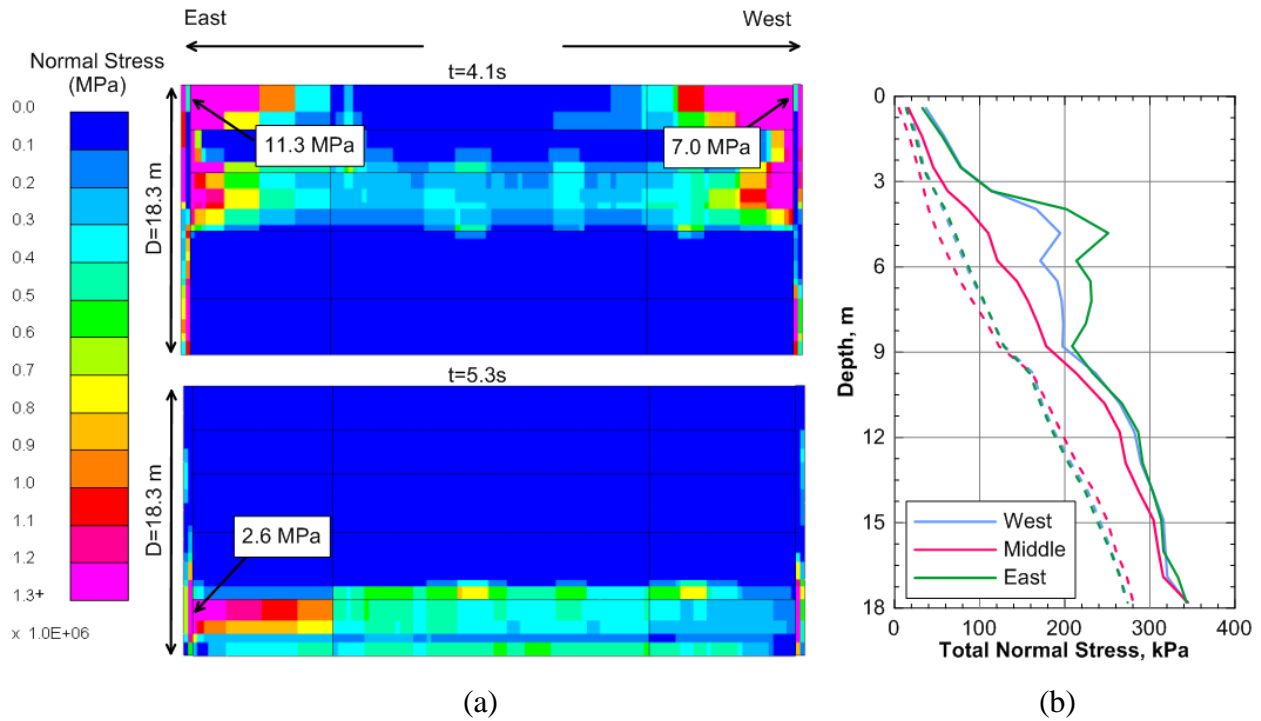 East
West
Normal Stress
(MPa)
0.0
0.1
0.2
0.3
0.4
0.5
0.6
0.7
0.8
0.9
1.0
1.1
1.2
1.3+
x 1.0E+06
t=4.1s
D=18.3 m
11.3 MPa
7.0 MPa
t=5.3s
D=18.3 m
2.6 MPa
(a)
0
3
6
9
12
15
18
Depth, m
West
Middle
East
0 100 200 300 400
Total Normal Stress, kPa
(b)